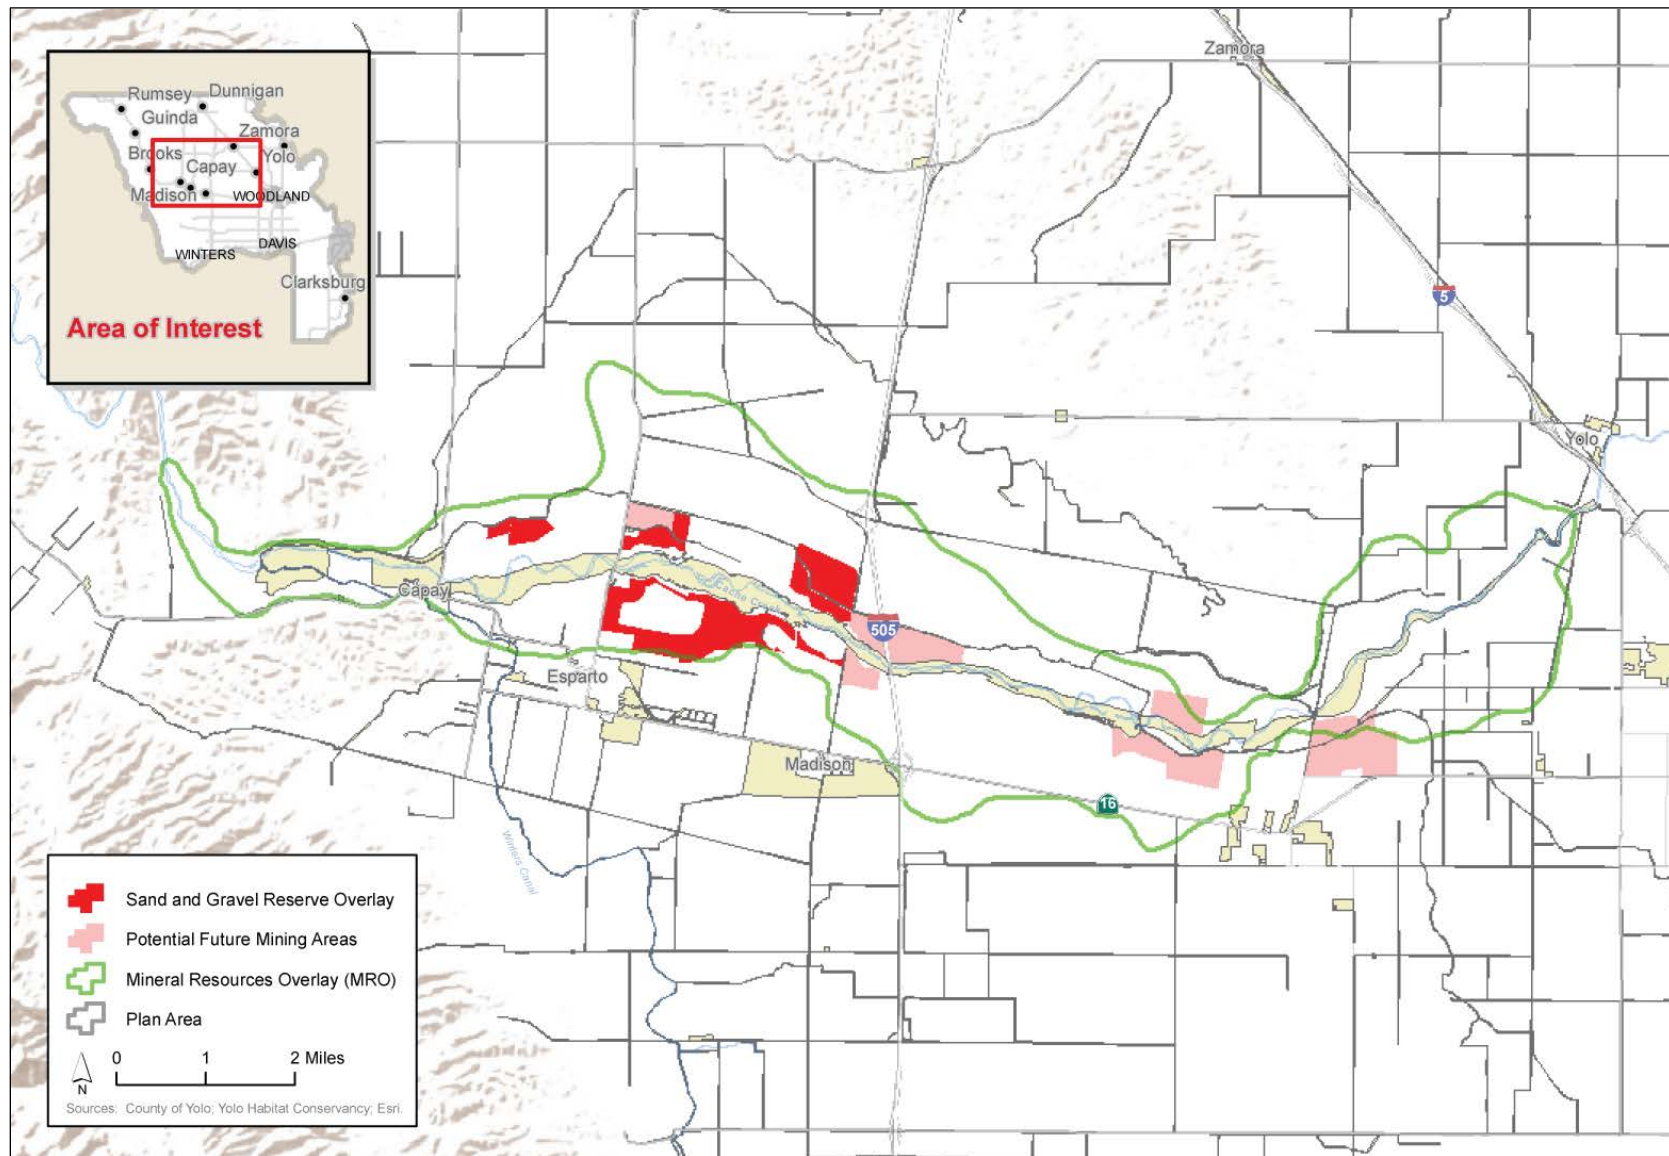 Zamora
Rumsey
Dunnigan
Guinda
Zamora
Brooks
Yolo
Capay
Madison
WOODLAND
DAVIS
WINTERS
Clarksburg
Area of Interest
5
Yolo
Capay
Cache Creek
505
Esparto
Madison
16
Winters Canal
Sand and Gravel Reserve Overlay
Potential Future Mining Areas
Mineral Resources Overlay (MRO)
Plan Area
0 1 2 Miles
N
Sources: County of Yolo; Yolo Habitat Conservancy; Esri.